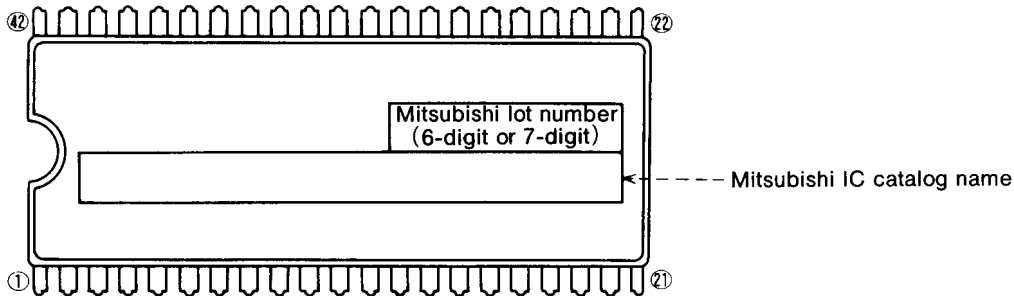 ㊷
㉒
Mitsubishi lot number
(6-digit or 7-digit)
Mitsubishi IC catalog name
①
㉑